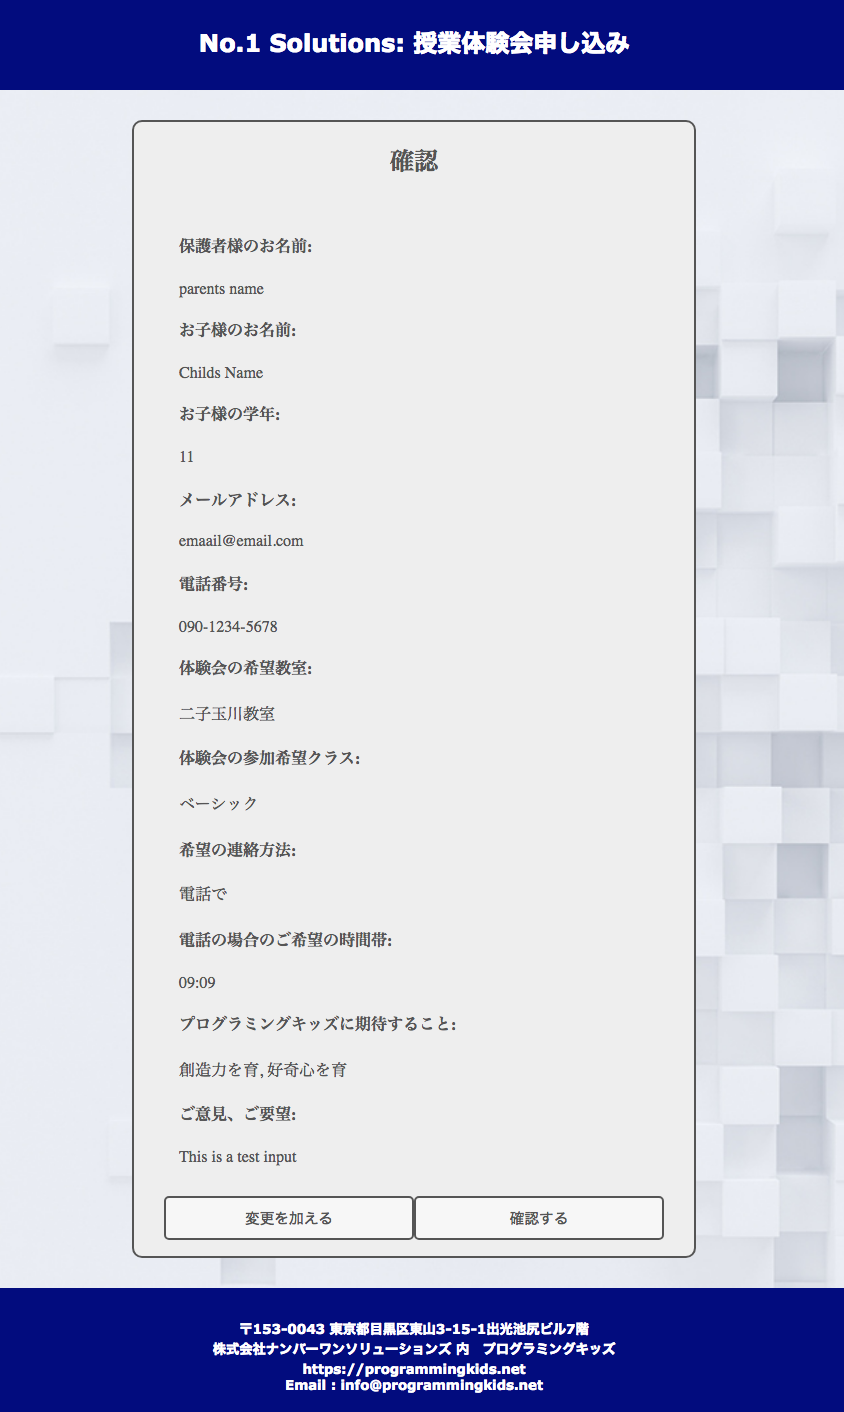 No.1 Solutions: 授業体験会申し込み
確認
保護者様のお名前:
parents name
お子様のお名前:
Childs Name
お子様の学年:
11
メールアドレス:
emaail@email.com
電話番号:
090-1234-5678
体験会の希望教室:
二子玉川教室
体験会の参加希望クラス:
ベーシック
希望の連絡方法:
電話で
電話の場合のご希望の時間帯:
09:09
プログラミングキッズに期待すること:
創造力を育, 好奇心を育
ご意見、ご要望:
This is a test input
変更を加える 確認する
〒153-0043 東京都目黒区東山3-15-1出光池尻ビル7階
株式会社ナンバーワンソリューションズ 内　プログラミングキッズ
https://programmingkids.net
Email : info@programmingkids.net